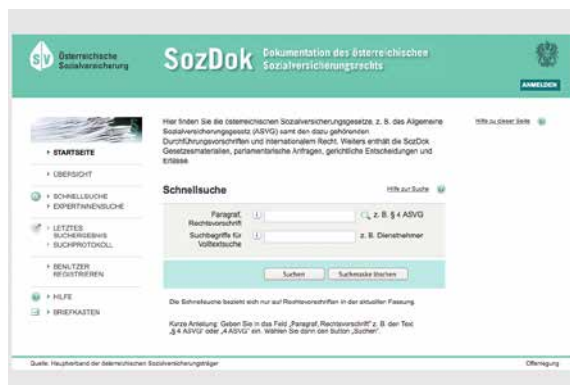 SV
Österreichische
Sozialversicherung
SozDok
Dokumentation des österreichischen
Sozialversicherungsrechts
ANMELDEN
Hier finden Sie die österreichischen Sozialversicherungsgesetze, z. B. das Allgemeine
Sozialversicherungsgesetz (ASVG) samt den dazu gehörenden
Durchführungsvorschriften und internationalem Recht. Weiters enthält die SozDok
Gesetzesmaterialien, parlamentarische Anfragen, gerichtliche Entscheidungen und
Erlässe.
Hilfe zu dieser Seite
STARTSEITE
ÜBERSICHT
SCHNELLSUCHE
EXPERTINNENSUCHE
LETZTES
SUCHERGEBNIS
SUCHPROTOKOLL
BENUTZER
REGISTRIEREN
HILFE
BRIEFKASTEN
Schnellsuche
Hilfe zur Suche
Paragraf,
Rechtsvorschrift
z. B. § 4 ASVG
Suchbegriffe für
Volltextsuche
z. B. Dienstnehmer
Suchen
Suchmaske löschen
Die Schnellsuche bezieht sich nur auf Rechtsvorschriften in der aktuellen Fassung.
Kurze Anleitung: Geben Sie in das Feld „Paragraf, Rechtsvorschrift" z. B. der Text
„§ 4 ASVG" oder „4 ASVG" ein. Wählen Sie dann den button „Suchen".
Quelle: Hauptverband der österreichischen Sozialversicherungsträger
Offenlegung